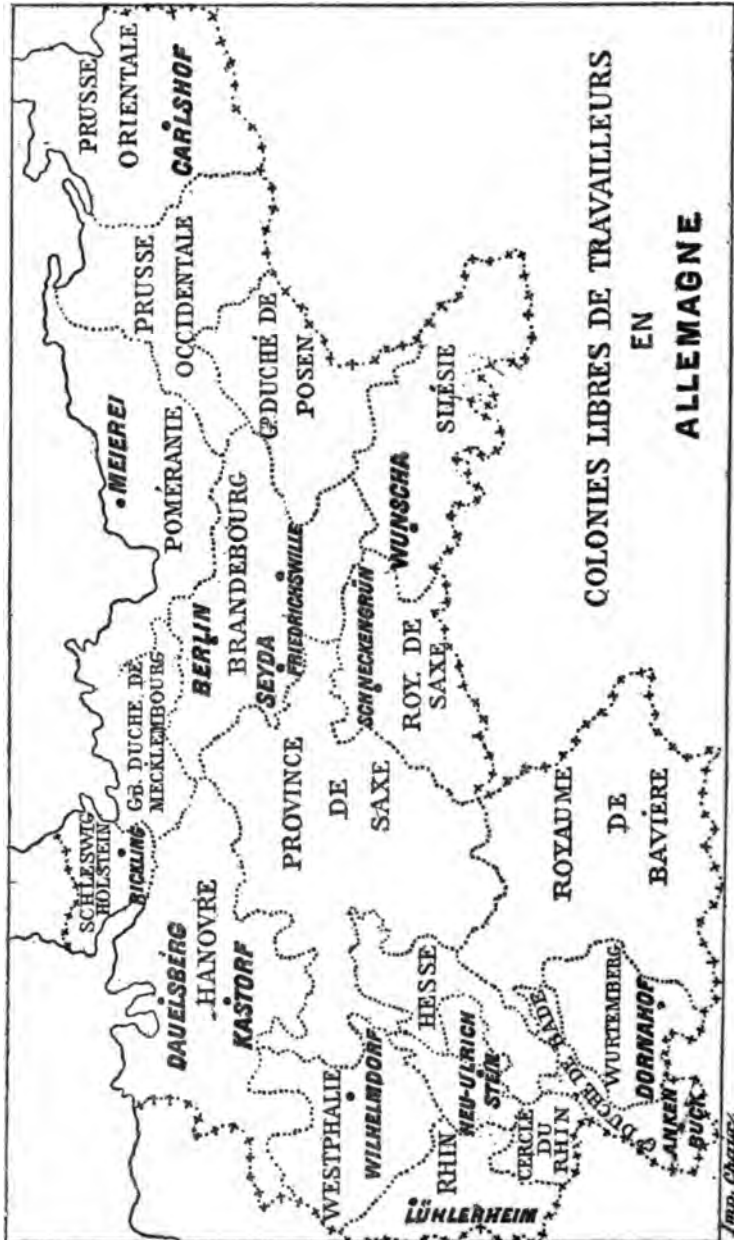 COLONIES LIBRES DE TRAVAILLEURS
EN
ALLEMAGNE
SCHLESWIG
HOLSTEIN
RICKLING
GD. DUCHÉ DE
MECKLEMBOURG
MEIEREI
POMÉRANIE
PRUSSE
OCCIDENTALE
PRUSSE
ORIENTALE
CARLSHOF
DAUELSBERG
HANOVRE
KASTORF
BERLIN
BRANDEBOURG
SEYDA
FRIEDRICHSWILLE
GD. DUCHÉ DE
POSEN
WESTPHALIE
WILHELMDORF
PROVINCE
DE
SAXE
SCHNECKENGRÜN
ROY. DE
SAXE
WUNSCHA
SILÉSIE
RHIN
LÜHLERHEIM
HESSE
NEU-ULRICH
STEIN
CERCLE
DU
RHIN
DUCHÉ DE BADE
WURTEMBERG
DORNAHOF
ANKEN
BUCK
ROYAUME
DE
BAVIÈRE
Imp. Chaix